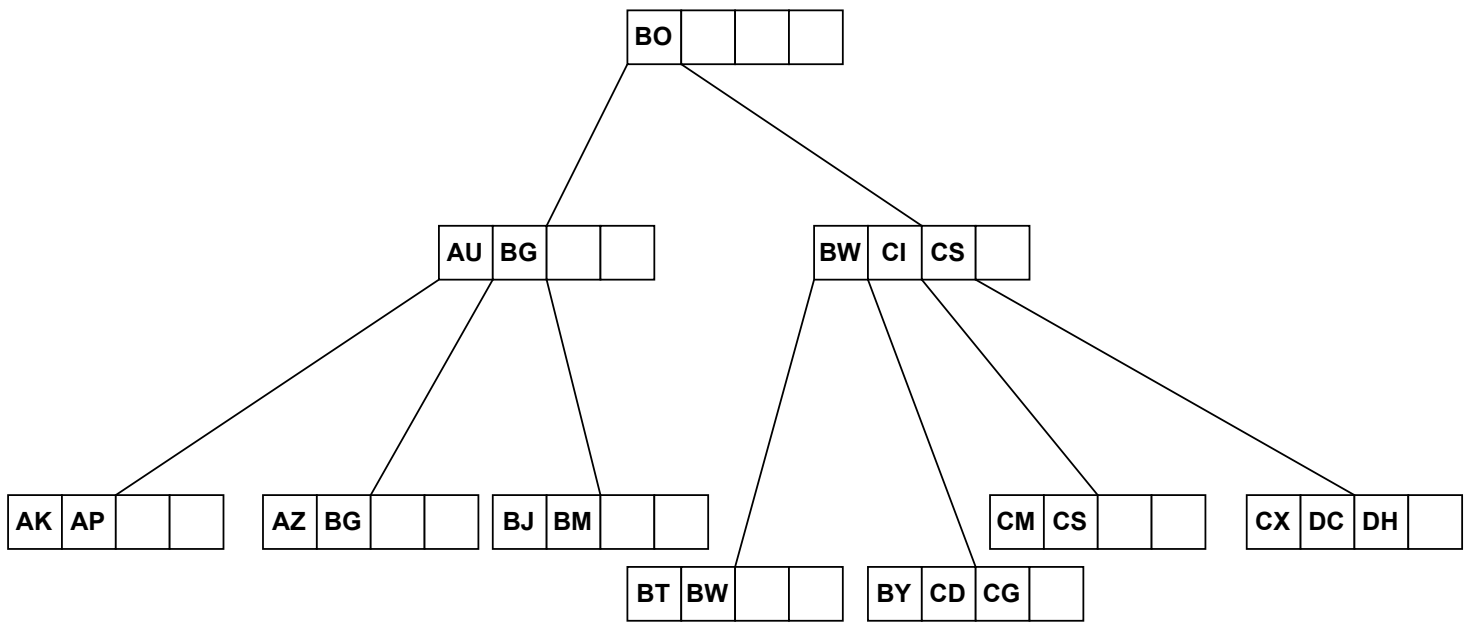 BO
AU BG
BW CI CS
AK AP
AZ BG
BJ BM
CM CS
CX DC DH
BT BW
BY CD CG